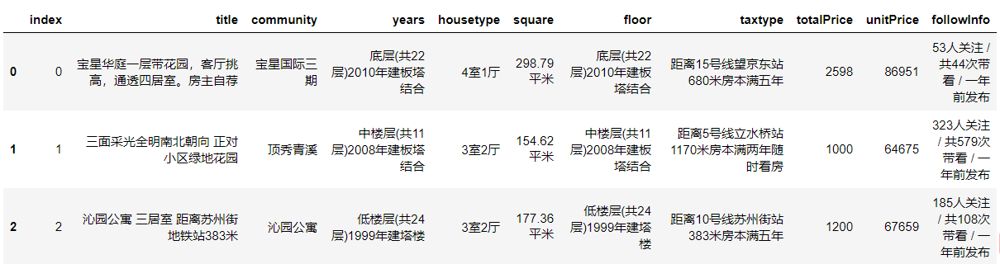 index title community years housetype square floor taxtype totalPrice unitPrice followInfo
0 0 宝星华庭一层带花园，客厅挑高，通透四居室。房主自荐 宝星国际三期 底层(共22层)2010年建板塔结合 4室1厅 298.79平米 底层(共22层)2010年建板塔结合 距离15号线望京东站680米房本满五年 2598 86951 53人关注 / 共44次带看 / 一年前发布
1 1 三面采光全明南北朝向 正对小区绿地花园 顶秀青溪 中楼层(共11层)2008年建板塔结合 3室2厅 154.62平米 中楼层(共11层)2008年建板塔结合 距离5号线立水桥站1170米房本满两年随时看房 1000 64675 323人关注 / 共579次带看 / 一年前发布
2 2 沁园公寓 三居室 距离苏州街地铁站383米 沁园公寓 低楼层(共24层)1999年建塔楼 3室2厅 177.36平米 低楼层(共24层)1999年建塔楼 距离10号线苏州街站383米房本满五年 1200 67659 185人关注 / 共108次带看 / 一年前发布